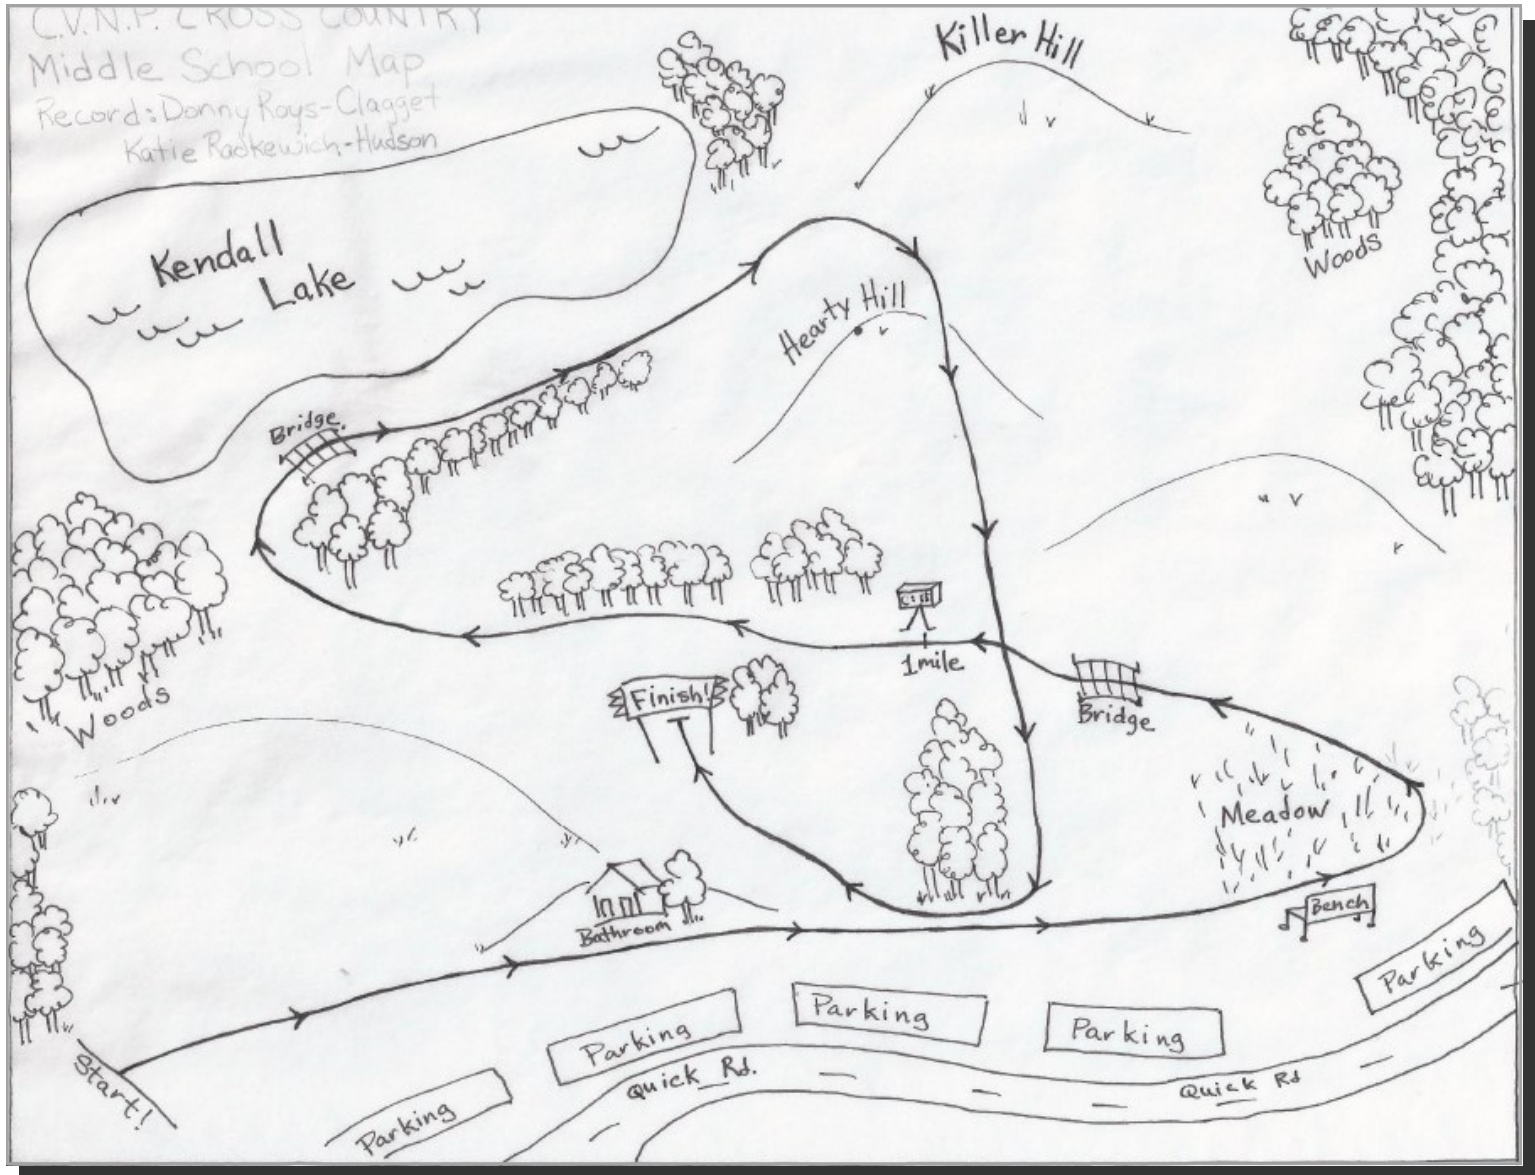 C.V.N.P. CROSS COUNTRY
Middle School Map
Record: Donny Roys-Clagget
Katie Radkewich-Hudson
Killer Hill
Kendall
Lake
Woods
Hearty Hill
Bridge
1 mile
Finish!
Bridge
Woods
Meadow
Bench
Bathroom
Parking
Parking
Parking
Parking
Start!
Quick Rd.
Quick Rd
Parking